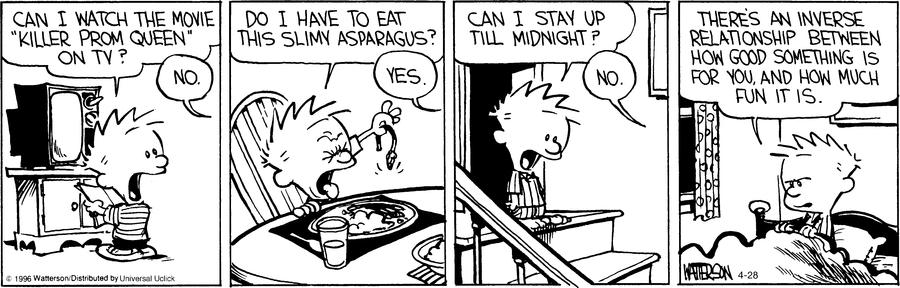 CAN I WATCH THE MOVIE
"KILLER PROM QUEEN"
ON TV?
NO.
© 1996 Watterson/Distributed by Universal Uclick
DO I HAVE TO EAT
THIS SLIMY ASPARAGUS?
YES.
CAN I STAY UP
TILL MIDNIGHT?
NO.
THERE'S AN INVERSE
RELATIONSHIP BETWEEN
HOW GOOD SOMETHING IS
FOR YOU, AND HOW MUCH
FUN IT IS.
WATTERSON 4-28